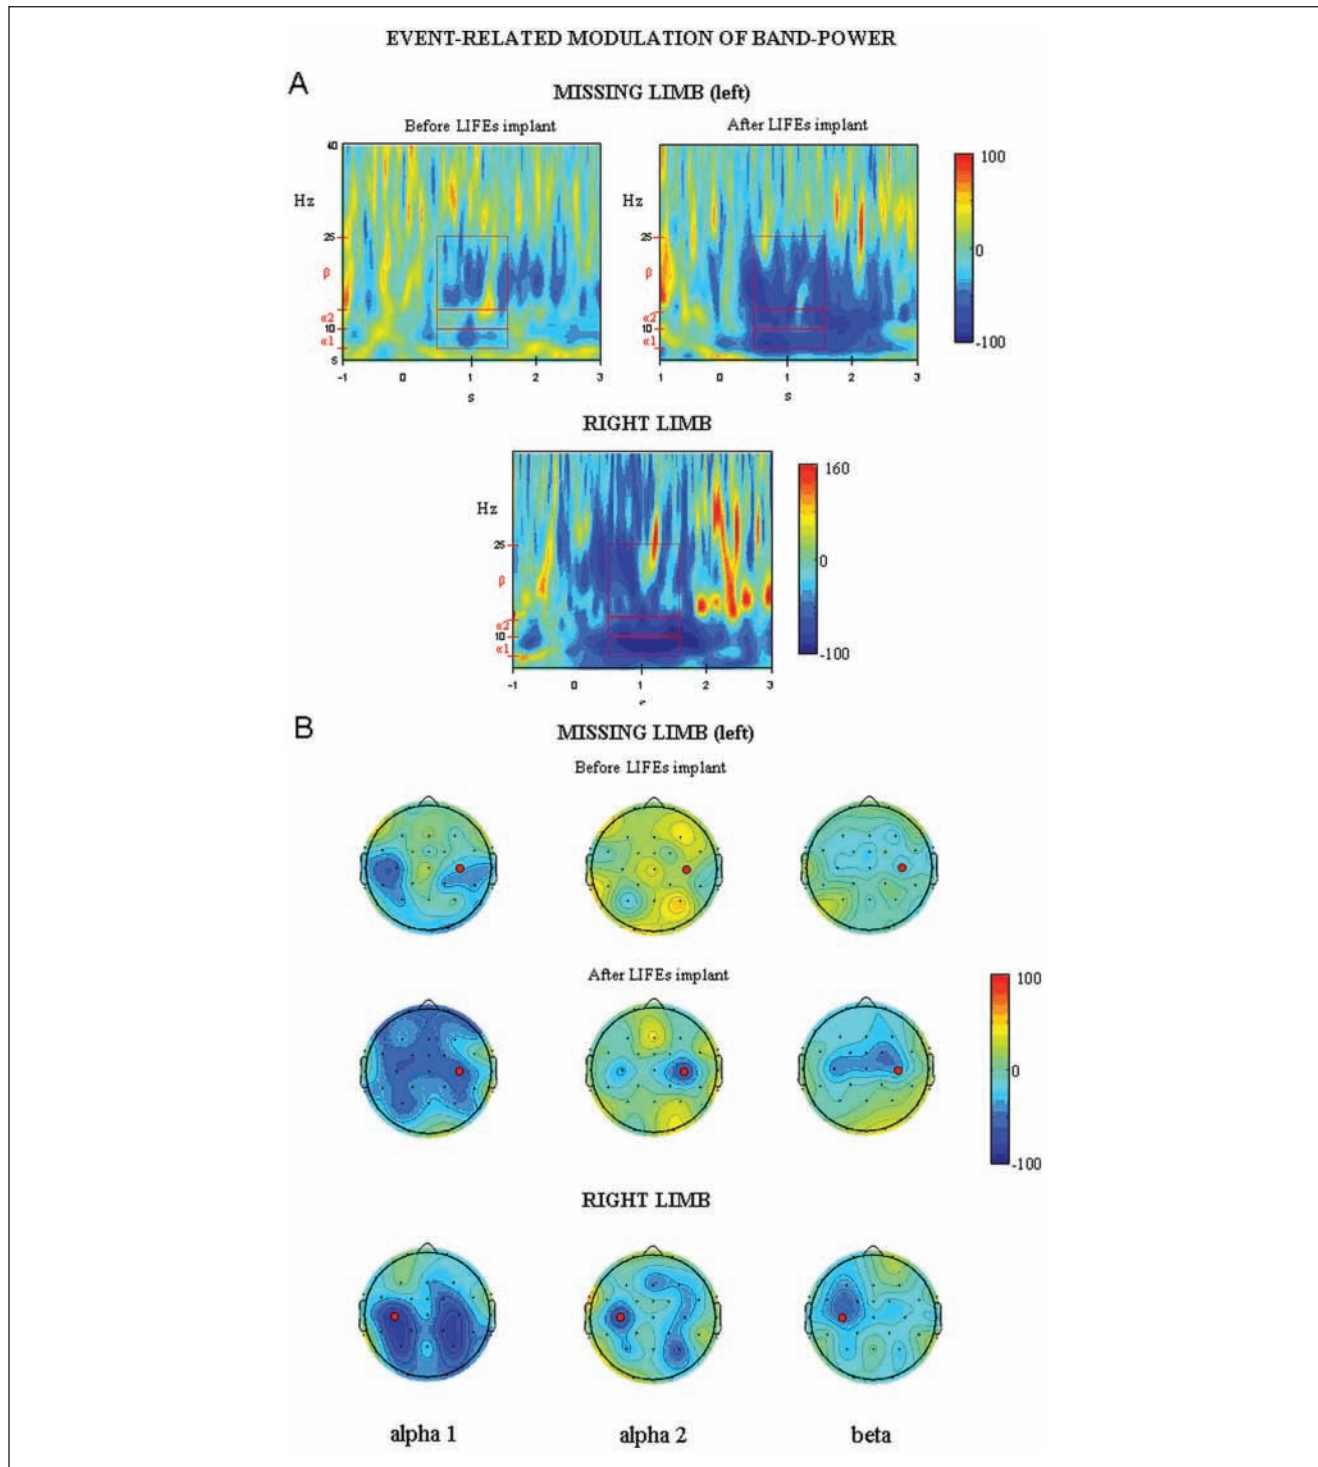 EVENT-RELATED MODULATION OF BAND-POWER
A
MISSING LIMB (left)
Before LIFEs implant
After LIFEs implant
40
Hz
25
β
α2
10
α1
5
-1 0 1 2 3
s
Hz
25
β
α2
10
α1
1 0 1 2 3
s
100
0
-100
RIGHT LIMB
Hz
25
β
α2
10
α1
-1 0 1 2 3
160
0
-100
B
MISSING LIMB (left)
Before LIFEs implant
After LIFEs implant
100
0
-100
RIGHT LIMB
alpha 1
alpha 2
beta